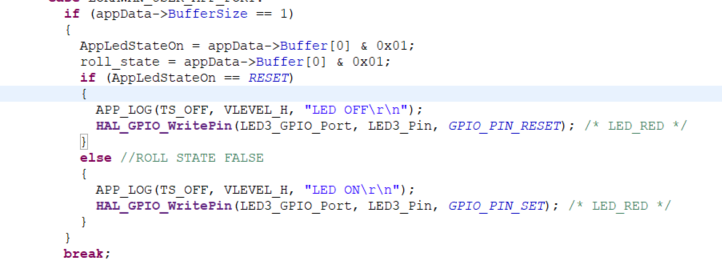 if (appData->BufferSize == 1)
{
AppLedStateOn = appData->Buffer[0] & 0x01;
roll_state = appData->Buffer[0] & 0x01;
if (AppLedStateOn == RESET)
{
APP_LOG(TS_OFF, VLEVEL_H, "LED OFF\r\n");
HAL_GPIO_WritePin(LED3_GPIO_Port, LED3_Pin, GPIO_PIN_RESET); /* LED_RED */
}
else //ROLL STATE FALSE
{
APP_LOG(TS_OFF, VLEVEL_H, "LED ON\r\n");
HAL_GPIO_WritePin(LED3_GPIO_Port, LED3_Pin, GPIO_PIN_SET); /* LED_RED */
}
}
break;